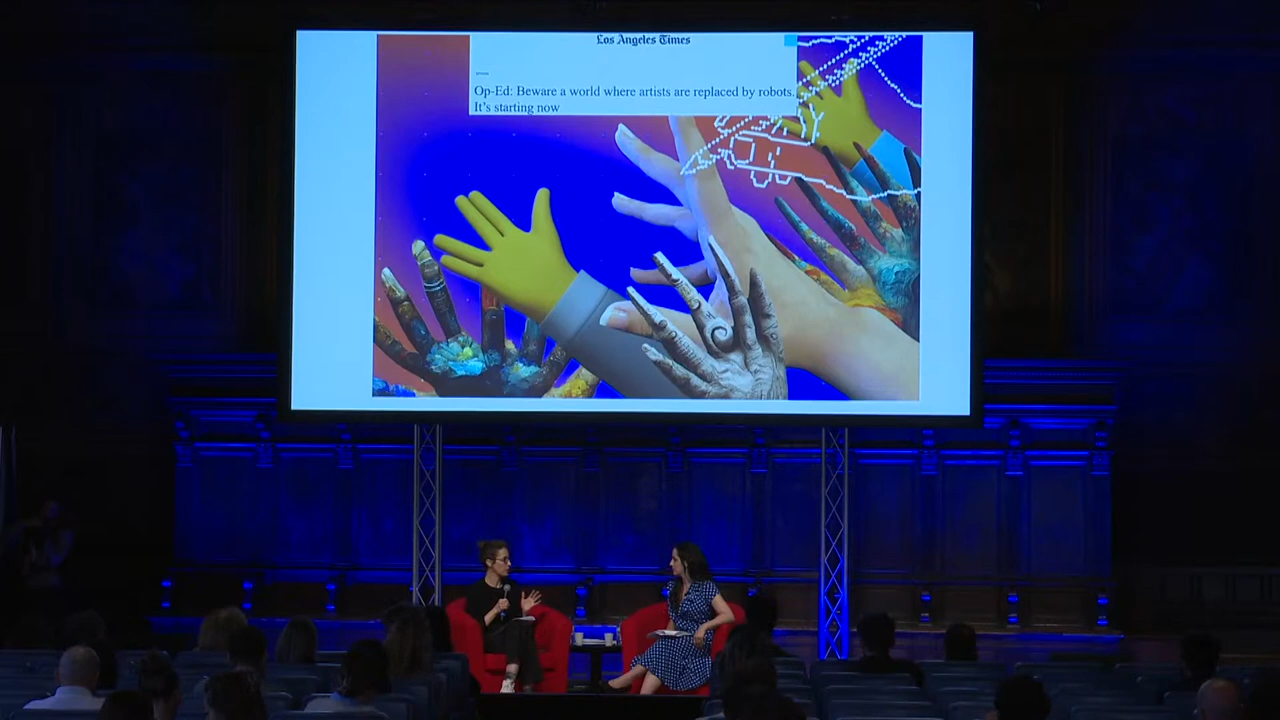 Los Angeles Times
Op-Ed: Beware a world where artists are replaced by robots.
It's starting now